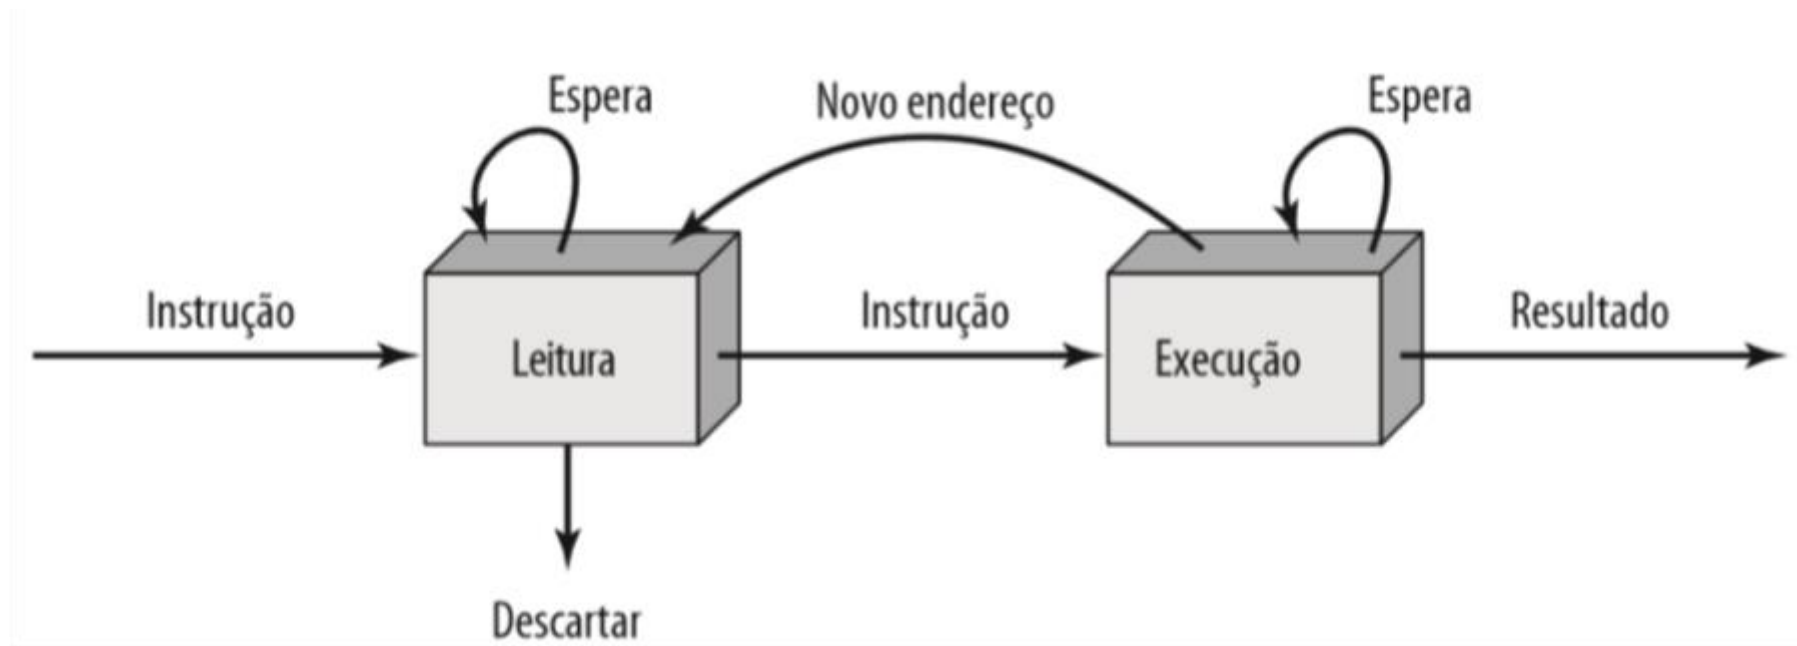 Espera
Novo endereço
Espera
Instrução
Instrução
Resultado
Leitura
Execução
Descartar